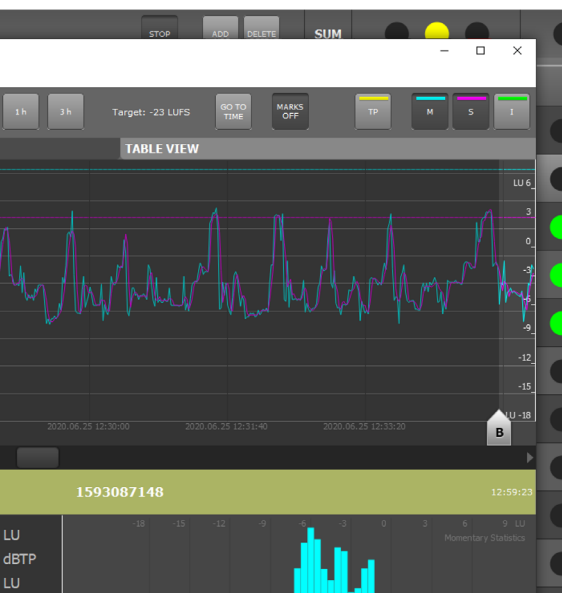 STOP ADD DELETE SUM
1 h 3 h Target: -23 LUFS GO TO TIME MARKS OFF TP M S I
TABLE VIEW
LU 6
3
0
-3
-6
-9
-12
-15
LU -18
2020.06.25 12:30:00 2020.06.25 12:31:40 2020.06.25 12:33:20
B
1593087148 12:59:23
-18 -15 -12 -9 -6 -3 0 3 6 9 LU
Momentary Statistics
LU
dBTP
LU